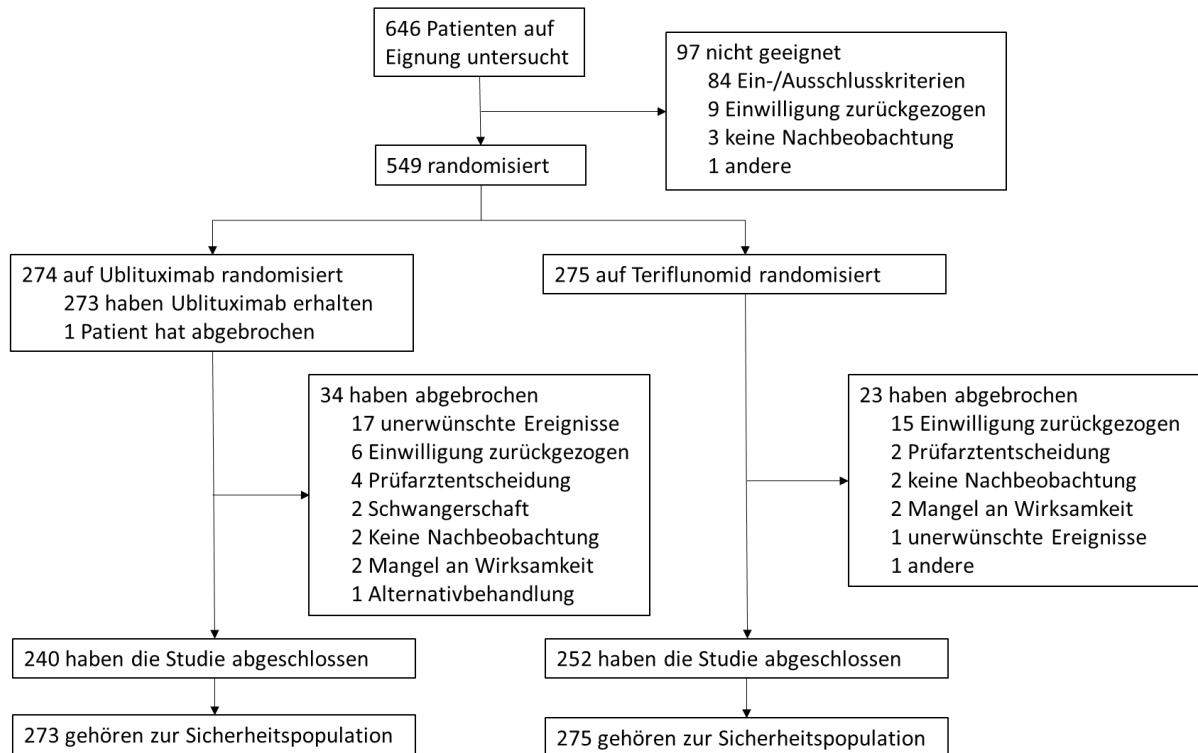 646 Patienten auf
Eignung untersucht
97 nicht geeignet
84 Ein-/Ausschlusskriterien
9 Einwilligung zurückgezogen
3 keine Nachbeobachtung
1 andere
549 randomisiert
274 auf Ublituximab randomisiert
273 haben Ublituximab erhalten
1 Patient hat abgebrochen
275 auf Teriflunomid randomisiert
34 haben abgebrochen
17 unerwünschte Ereignisse
6 Einwilligung zurückgezogen
4 Prüfarztentscheidung
2 Schwangerschaft
2 Keine Nachbeobachtung
2 Mangel an Wirksamkeit
1 Alternativbehandlung
23 haben abgebrochen
15 Einwilligung zurückgezogen
2 Prüfarztentscheidung
2 keine Nachbeobachtung
2 Mangel an Wirksamkeit
1 unerwünschte Ereignisse
1 andere
240 haben die Studie abgeschlossen
252 haben die Studie abgeschlossen
273 gehören zur Sicherheitspopulation
275 gehören zur Sicherheitspopulation